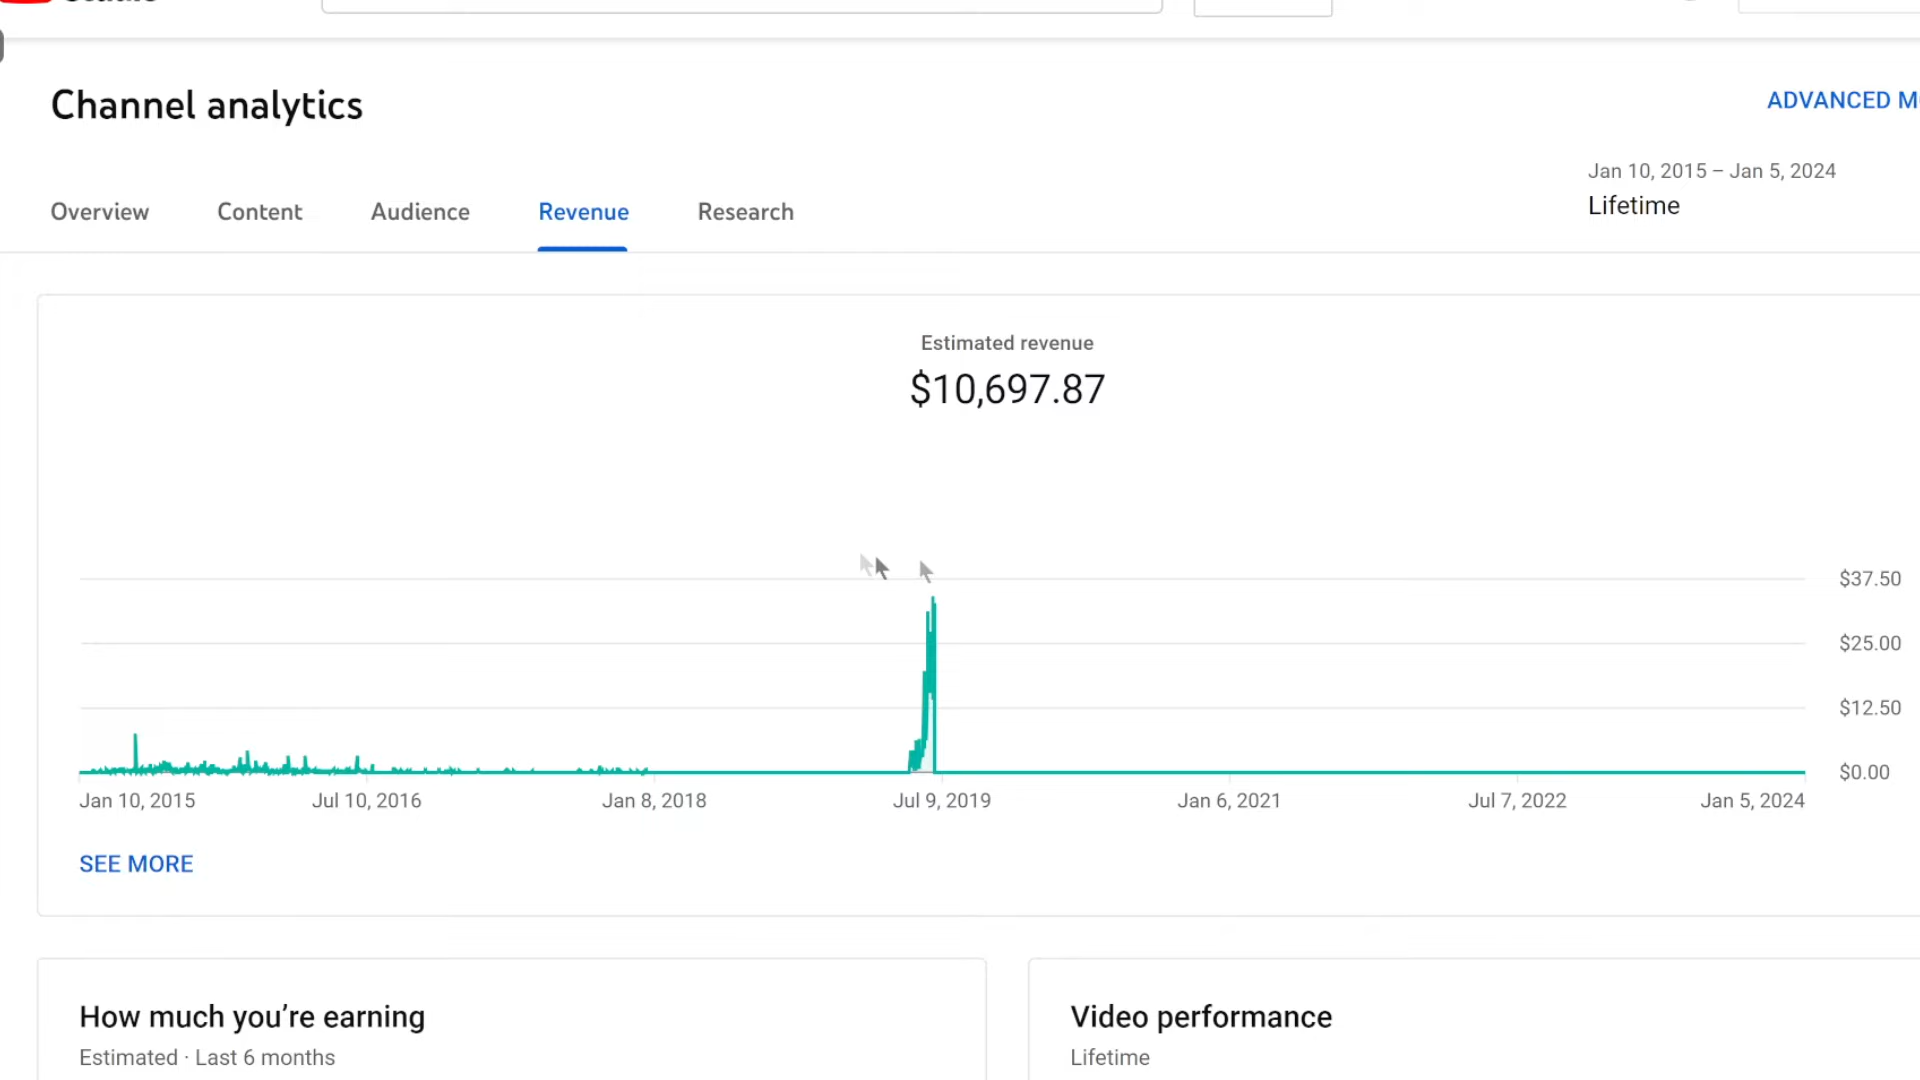 Channel analytics
ADVANCED M
Jan 10, 2015 – Jan 5, 2024
Lifetime
Overview
Content
Audience
Revenue
Research
Estimated revenue
$10,697.87
$37.50
$25.00
$12.50
$0.00
Jan 10, 2015
Jul 10, 2016
Jan 8, 2018
Jul 9, 2019
Jan 6, 2021
Jul 7, 2022
Jan 5, 2024
SEE MORE
How much you’re earning
Estimated · Last 6 months
Video performance
Lifetime